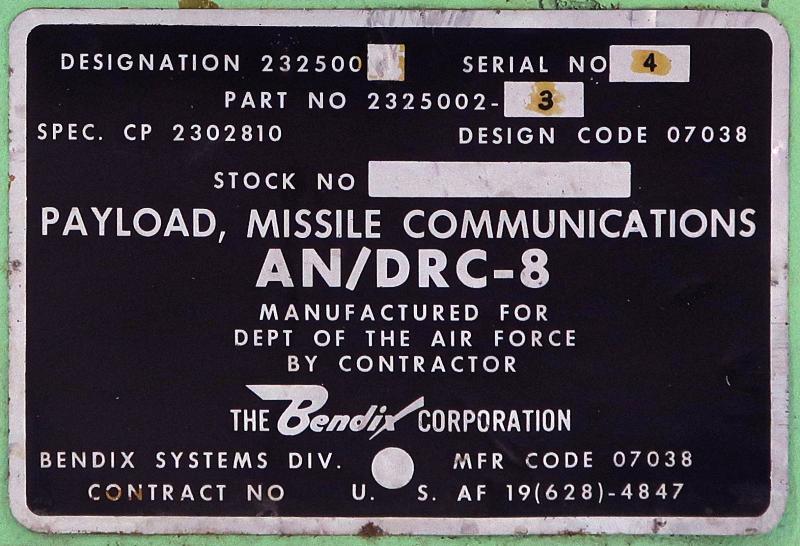 DESIGNATION 232500 SERIAL NO 4
PART NO 2325002-3
SPEC. CP 2302810 DESIGN CODE 07038
STOCK NO
PAYLOAD, MISSILE COMMUNICATIONS
AN/DRC-8
MANUFACTURED FOR
DEPT OF THE AIR FORCE
BY CONTRACTOR
THE Bendix CORPORATION
BENDIX SYSTEMS DIV. MFR CODE 07038
CONTRACT NO U. S. AF 19(628)-4847